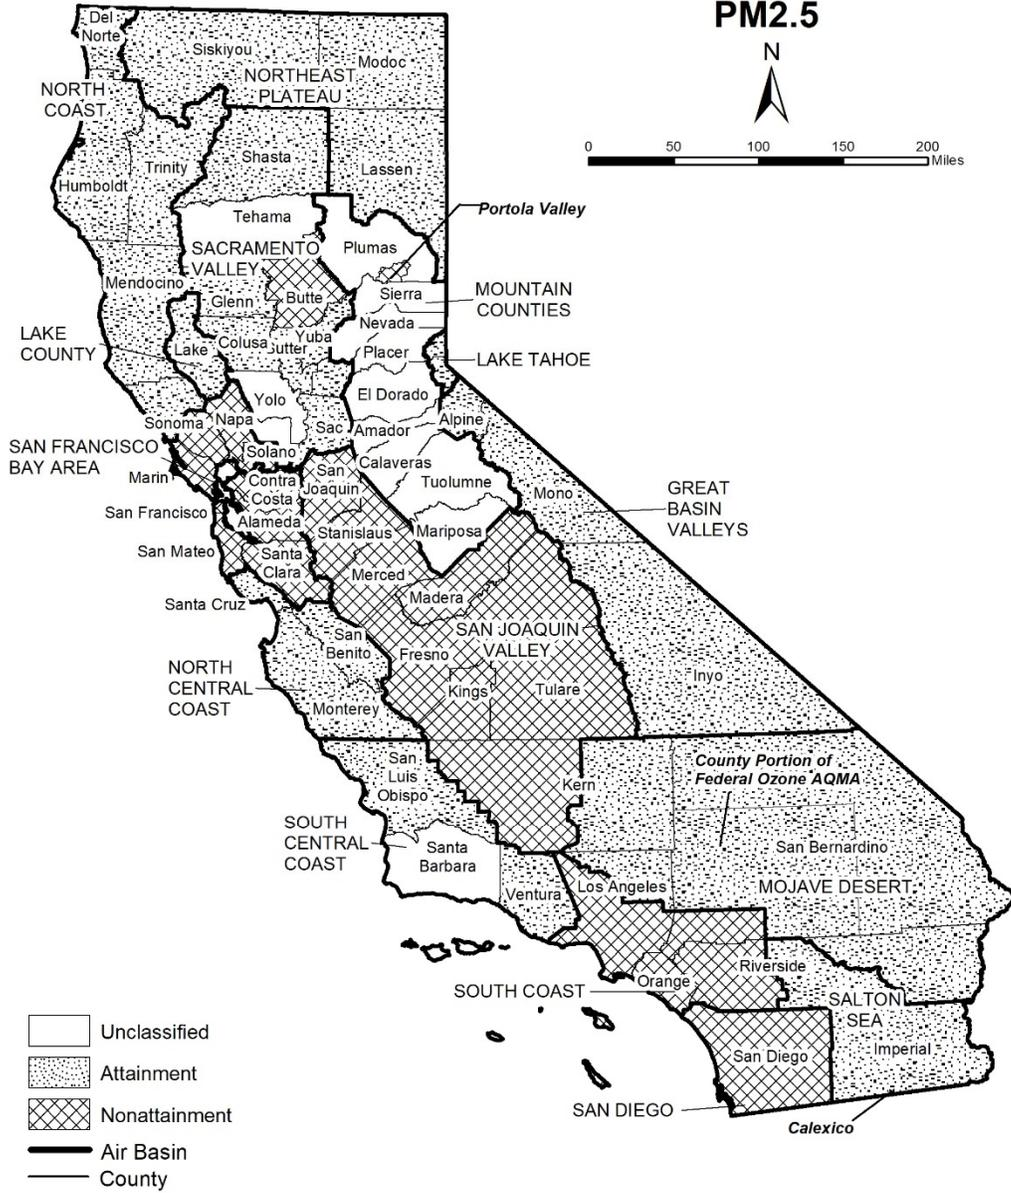 PM2.5
N
0 50 100 150 200
Miles
Del
Norte
Siskiyou
Modoc
NORTH
COAST
NORTHEAST
PLATEAU
Trinity
Shasta
Lassen
Humboldt
Tehama
Portola Valley
Plumas
SACRAMENTO
VALLEY
Mendocino
Glenn
Butte
Sierra
MOUNTAIN
COUNTIES
Nevada
LAKE
COUNTY
Lake
Colusa
Yuba
utter
Placer
LAKE TAHOE
El Dorado
Yolo
Sonoma
Napa
Sac
Amador
Alpine
SAN FRANCISCO
BAY AREA
Solano
Calaveras
Marin
Contra
Costa
San
Joaquin
Tuolumne
Mono
GREAT
BASIN
VALLEYS
San Francisco
Alameda
Stanislaus
Mariposa
San Mateo
Santa
Clara
Merced
Madera
Santa Cruz
San
Benito
SAN JOAQUIN
VALLEY
Fresno
NORTH
CENTRAL
COAST
Kings
Tulare
Inyo
Monterey
San
Luis
Obispo
Kern
County Portion of
Federal Ozone AQMA
SOUTH
CENTRAL
COAST
Santa
Barbara
San Bernardino
Ventura
Los Angeles
MOJAVE DESERT
Orange
Riverside
SOUTH COAST
SALTON
SEA
San Diego
Imperial
SAN DIEGO
Calexico
Unclassified
Attainment
Nonattainment
Air Basin
County